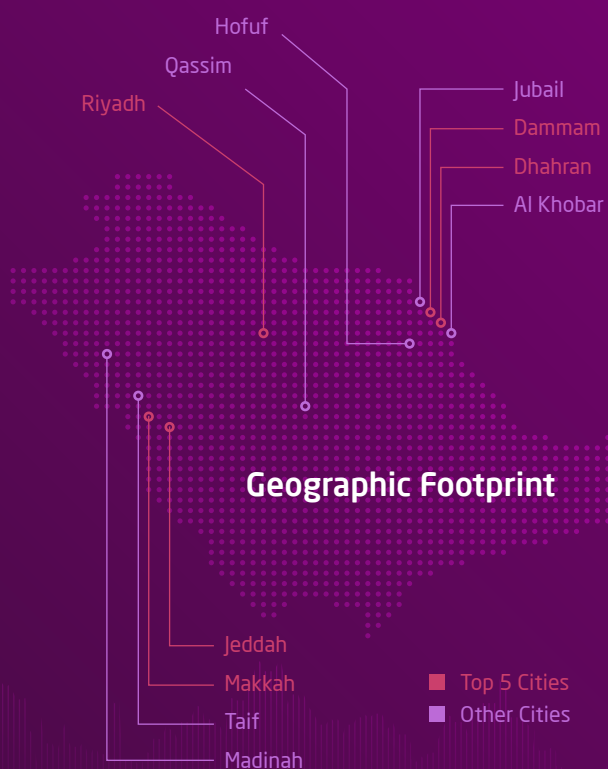 Hofuf
Qassim
Riyadh
Jubail
Dammam
Dhahran
Al Khobar
Geographic Footprint
Jeddah
Makkah
Taif
Madinah
Top 5 Cities
Other Cities